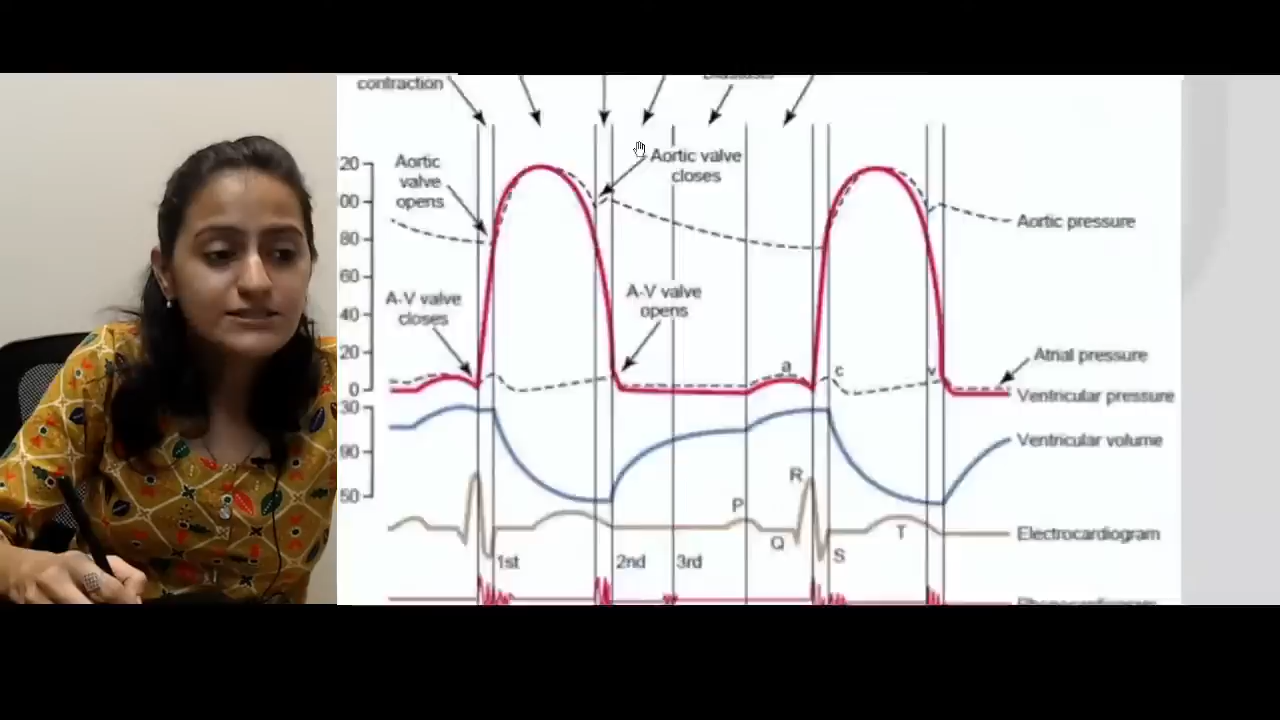 contraction
Aortic
valve
opens
Aortic valve
closes
20
00
80
60
40
20
0
A-V valve
closes
A-V valve
opens
a
c
v
Aortic pressure
Atrial pressure
Ventricular pressure
30
90
50
Ventricular volume
R
P
Q
S
T
Electrocardiogram
1st
2nd
3rd